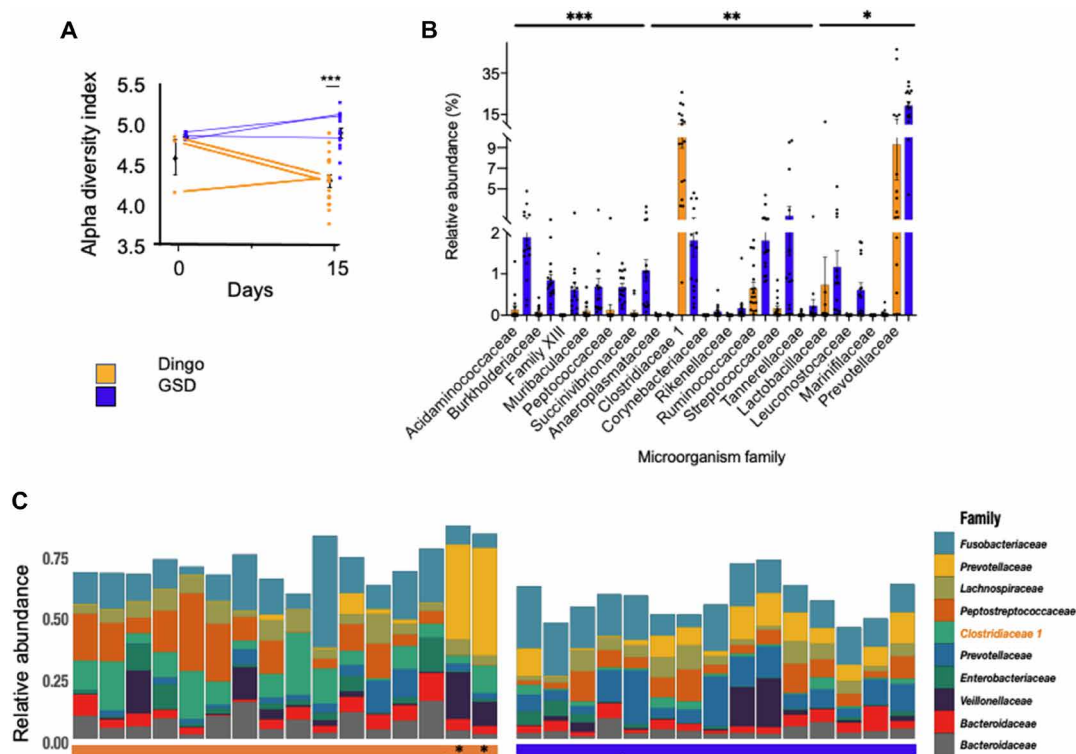 A
Alpha diversity index
5.5
5.0
4.5
4.0
3.5
***
0
15
Days
Dingo
GSD
B
***
**
*
Relative abundance (%)
35
15
9
7
5
2
1
0
Acidaminococcaceae
Burkholderiaceae
Family XIII
Muribaculaceae
Peptococcaceae
Succinivibrionaceae
Anaeroplasmataceae
Clostridiaceae 1
Corynebacteriaceae
Rikenellaceae
Ruminococcaceae
Streptococcaceae
Tannerellaceae
Lactobacillaceae
Leuconostocaceae
Marinifilaceae
Prevotellaceae
Microorganism family
C
Relative abundance
0.75
0.50
0.25
0.00
*
*
Family
Fusobacteriaceae
Prevotellaceae
Lachnospiraceae
Peptostreptococcaceae
Clostridiaceae 1
Prevotellaceae
Enterobacteriaceae
Veillonellaceae
Bacteroidaceae
Bacteroidaceae